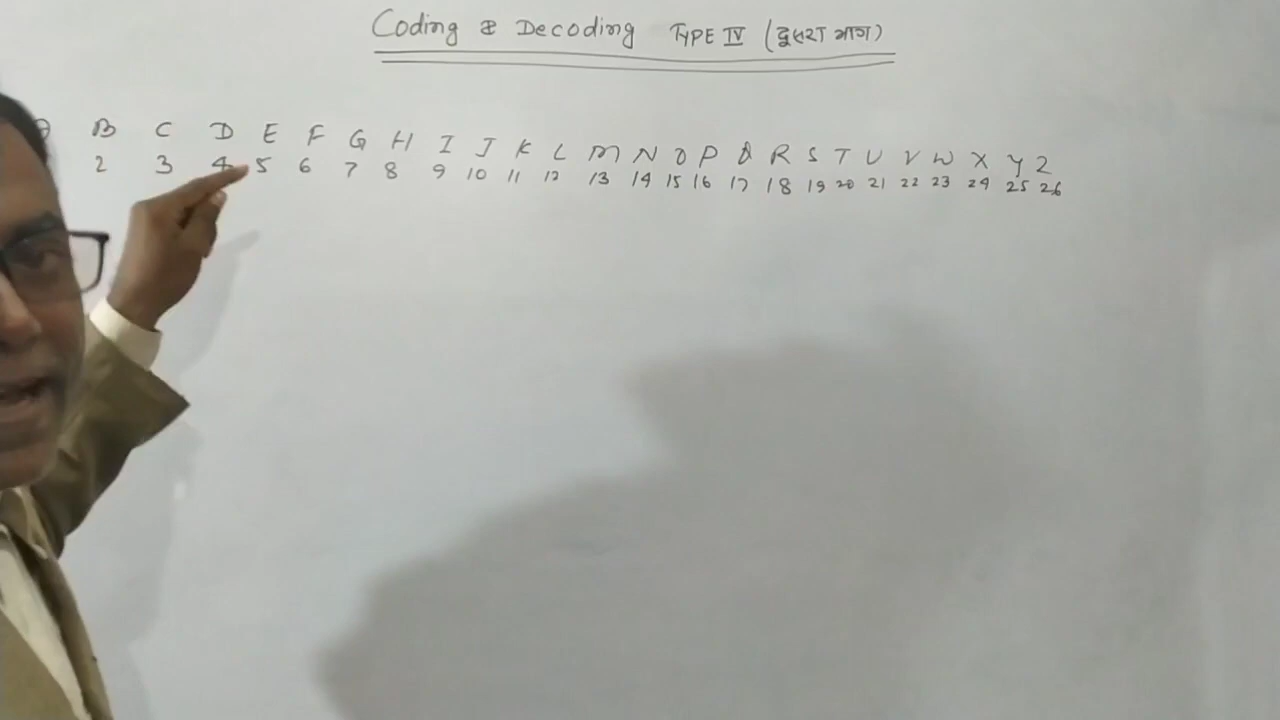 Coding & Decoding TYPE IV (दुसरा भाग)
B C D E F G H I J K L M N O P Q R S T U V W X Y Z
2 3 4 5 6 7 8 9 10 11 12 13 14 15 16 17 18 19 20 21 22 23 24 25 26